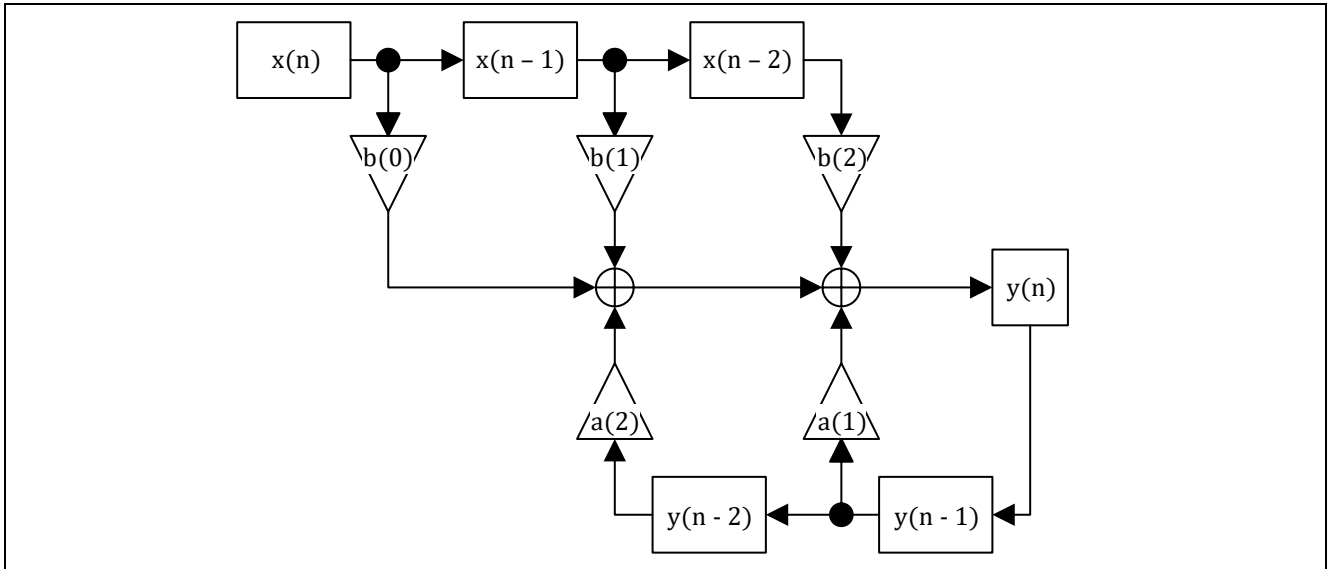 x(n)
x(n – 1)
x(n – 2)
b(0)
b(1)
b(2)
y(n)
a(2)
a(1)
y(n - 2)
y(n - 1)